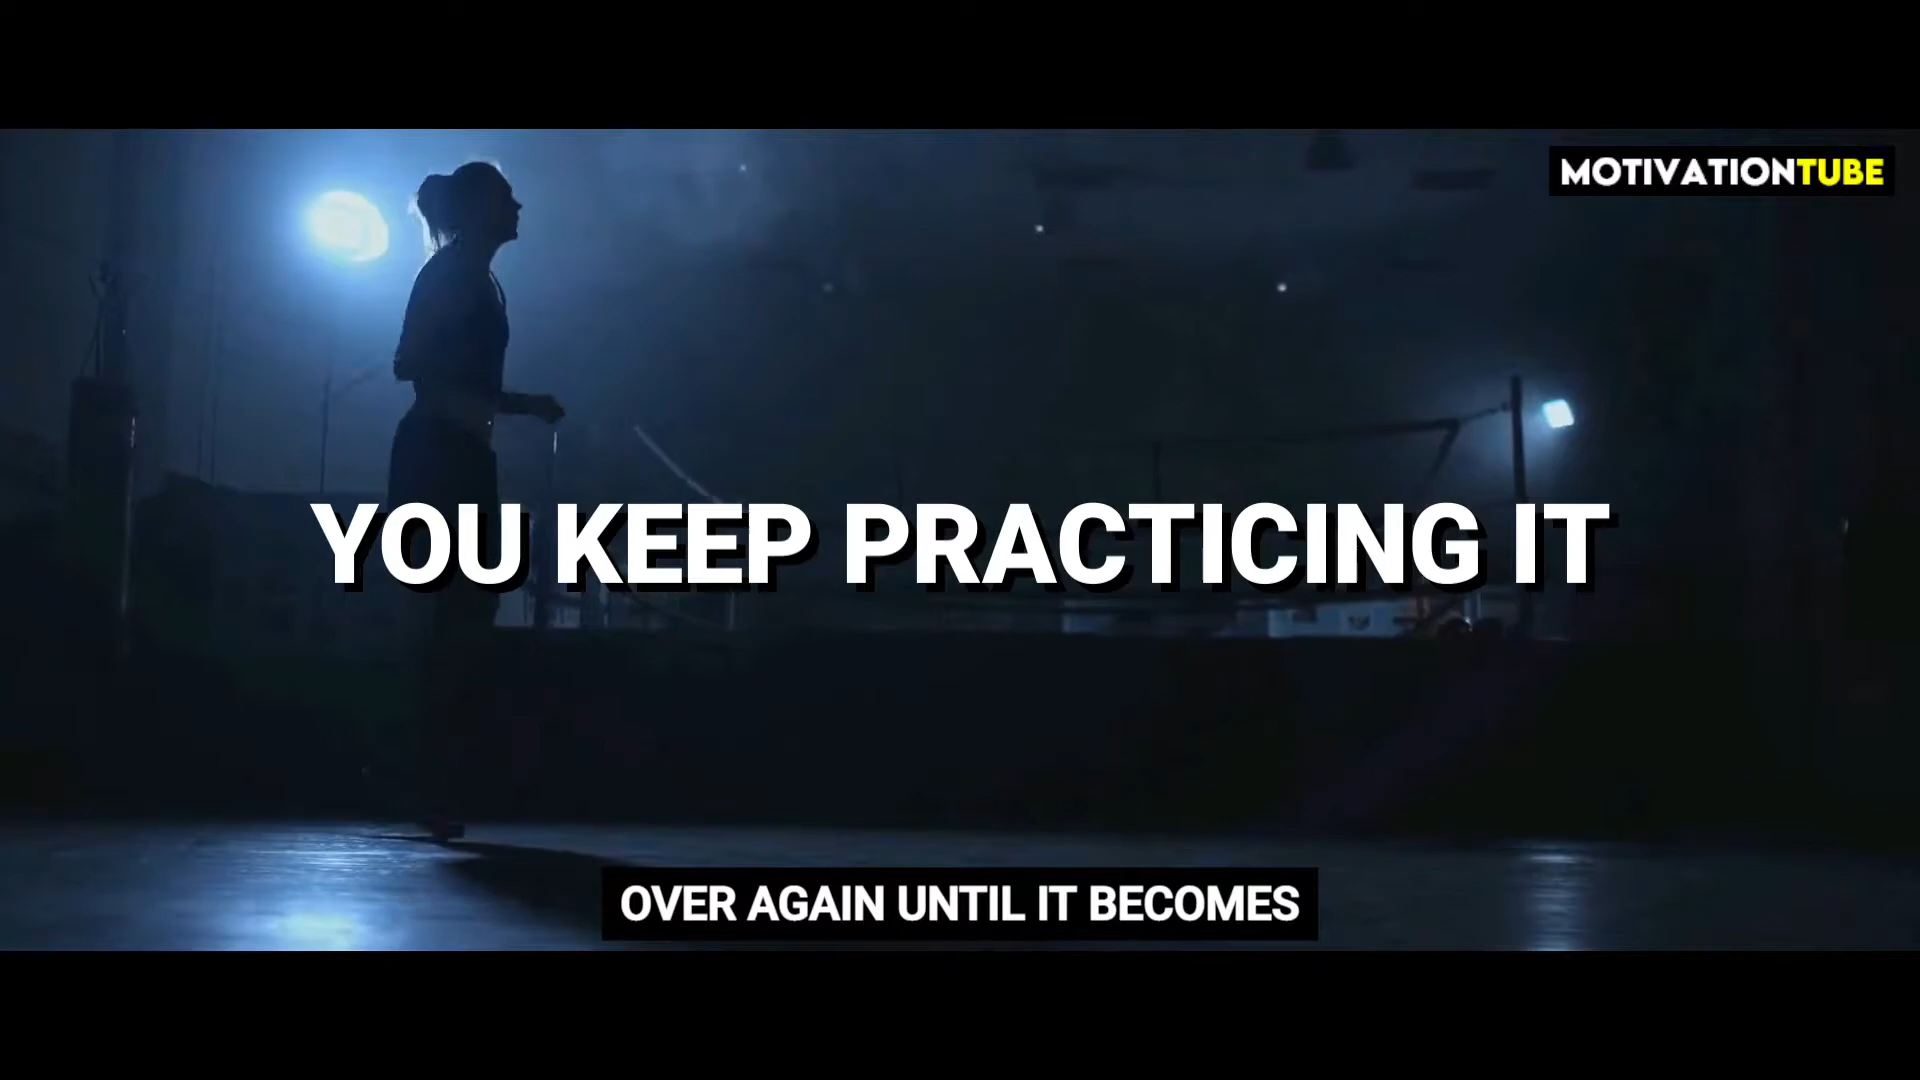 MOTIVATIONTUBE
YOU KEEP PRACTICING IT
OVER AGAIN UNTIL IT BECOMES